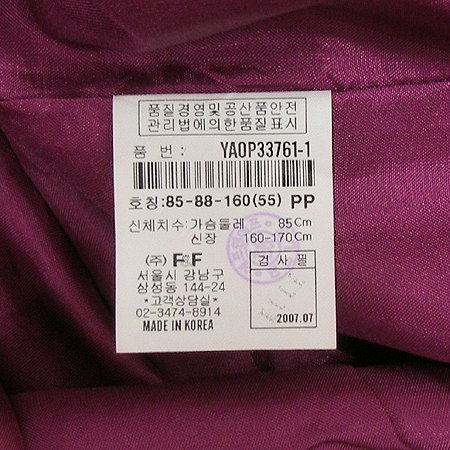 품질경영및공산품안전
관리법에의한품질표시
품 번 : YAOP33761-1
호칭:85-88-160(55) PP
신체치수:가슴둘레 85Cm
신장 160-170Cm
(주) F&F
검 사 필
서울시 강남구
삼성동 144-24
*고객상담실*
02-3474-8914
2007.07
MADE IN KOREA